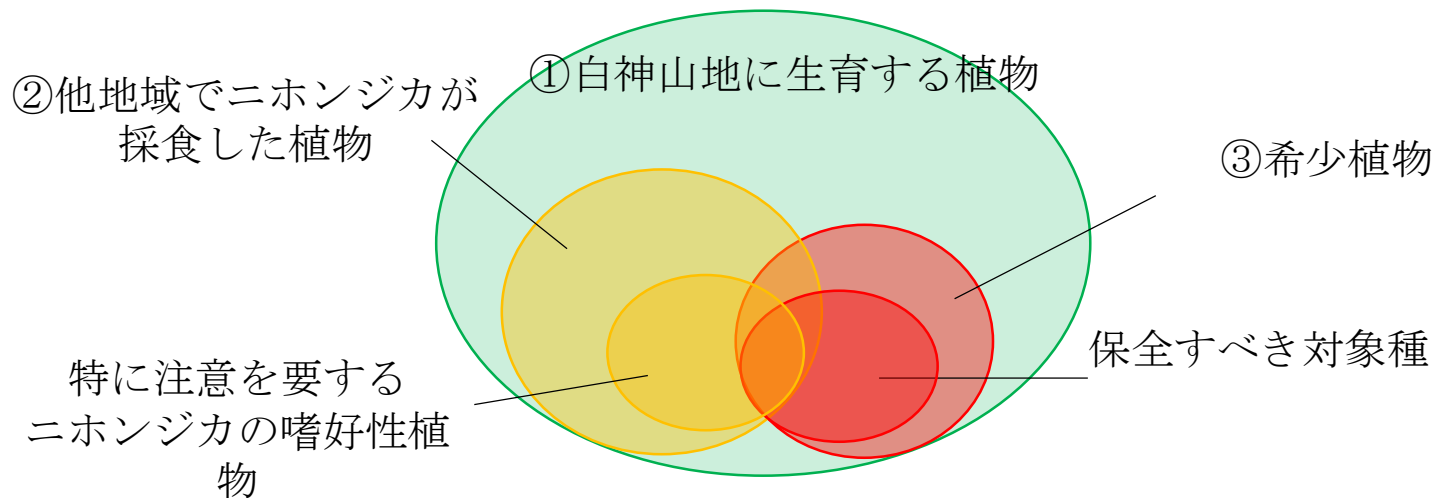 ①白神山地に生育する植物
②他地域でニホンジカが
採食した植物
③希少植物
保全すべき対象種
特に注意を要する
ニホンジカの嗜好性植
物